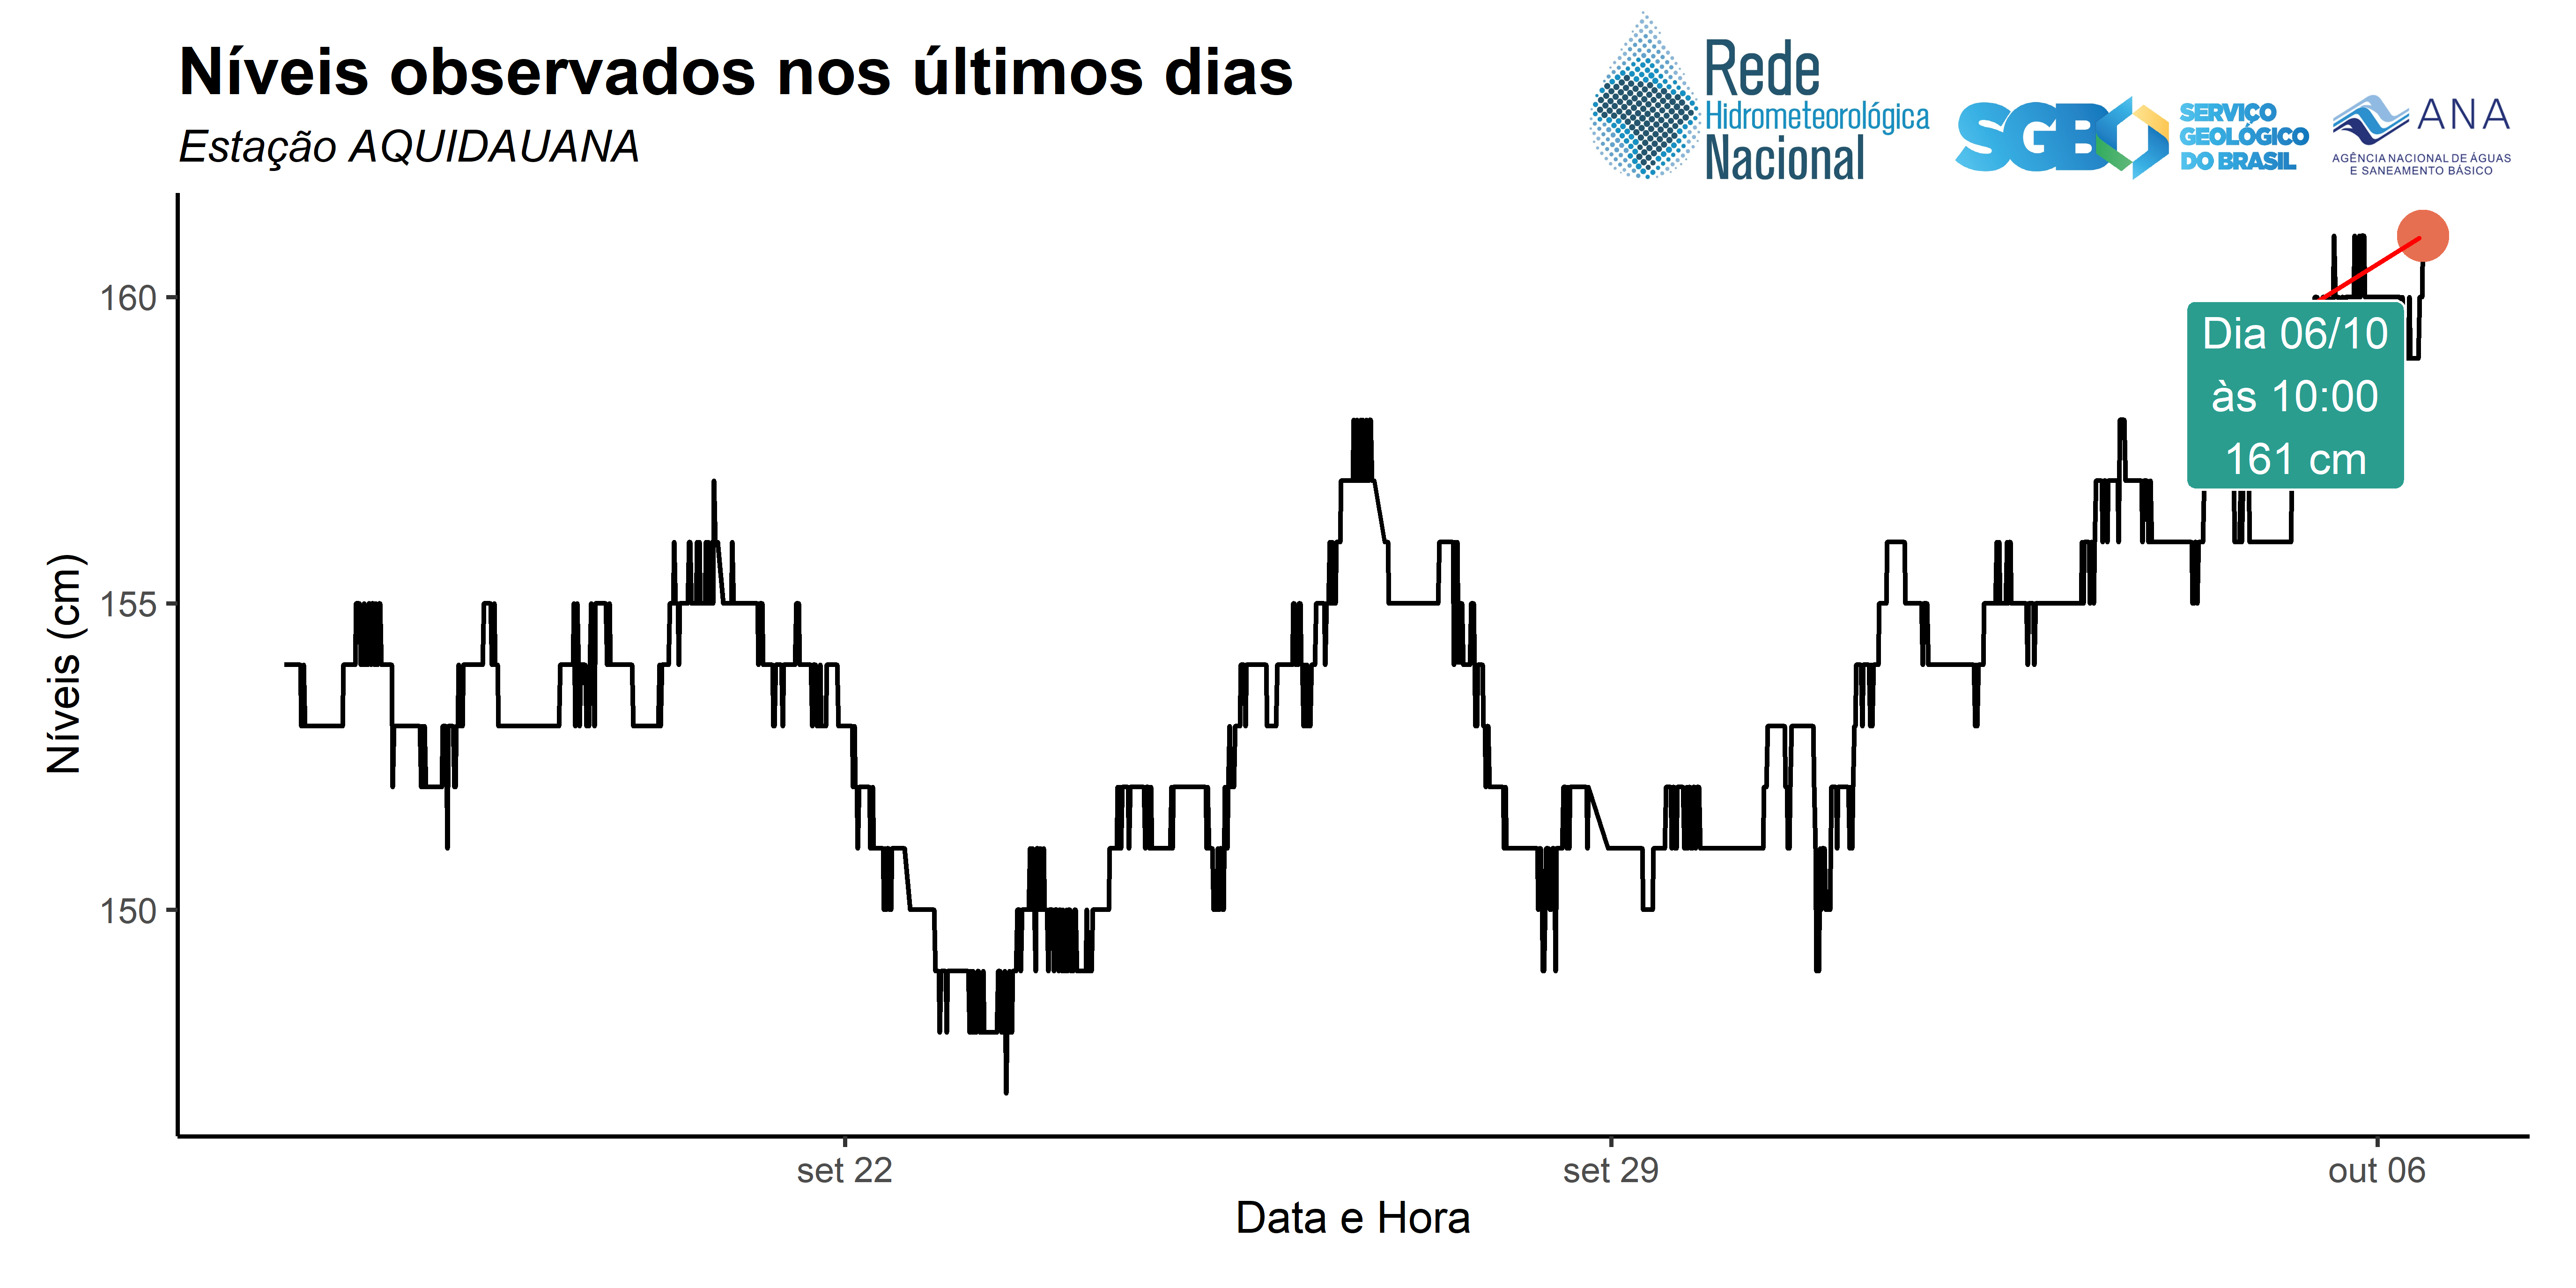 Níveis observados nos últimos dias
Estação AQUIDAUANA
Rede
Hidrometeorológica
Nacional
SGB
SERVIÇO
GEOLÓGICO
DO BRASIL
ANA
AGÊNCIA NACIONAL DE ÁGUAS
E SANEAMENTO BÁSICO
160
155
150
Níveis (cm)
Dia 06/10
às 10:00
161 cm
set 22
set 29
out 06
Data e Hora